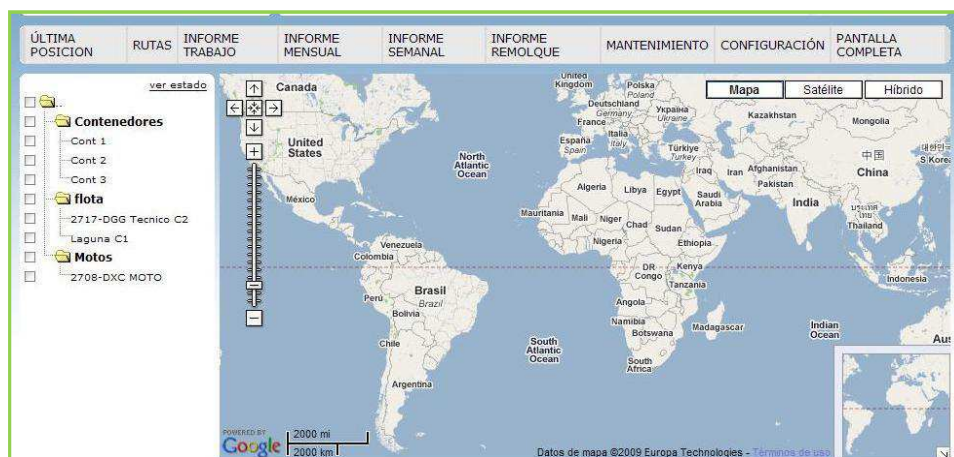 ÚLTIMA POSICION
RUTAS
INFORME TRABAJO
INFORME MENSUAL
INFORME SEMANAL
INFORME REMOLQUE
MANTENIMIENTO
CONFIGURACIÓN
PANTALLA COMPLETA
ver estado
..
Contenedores
Cont 1
Cont 2
Cont 3
flota
2717-DGG Tecnico C2
Laguna C1
Motos
2708-DXC MOTO
Mapa
Satélite
Híbrido
Canada
United States
México
North Atlantic Ocean
Venezuela
Colombia
Perú
Brasil
Brazil
Bolivia
Chile
Argentina
South Atlantic Ocean
United Kingdom
Polska
Poland
Deutschland
Germany
Україна
Ukraine
France
Italia
Italy
España
Spain
Türkiye
Turkey
Kazakhstan
Mongolia
中国
China
대한민
S Korea
Iraq
Iran
Afghanistan
Pakistan
Saudi Arabia
India
Thailand
Algeria
Libya
Egypt
Mauritania
Mali
Niger
Chad
Sudan
Nigeria
Ethiopia
DR Congo
Kenya
Tanzania
Angola
Namibia
Botswana
Madagascar
South Africa
Indonesia
Indian Ocean
Aus
POWERED BY
Google
2000 mi
2000 km
Datos de mapa ©2009 Europa Technologies - Términos de uso